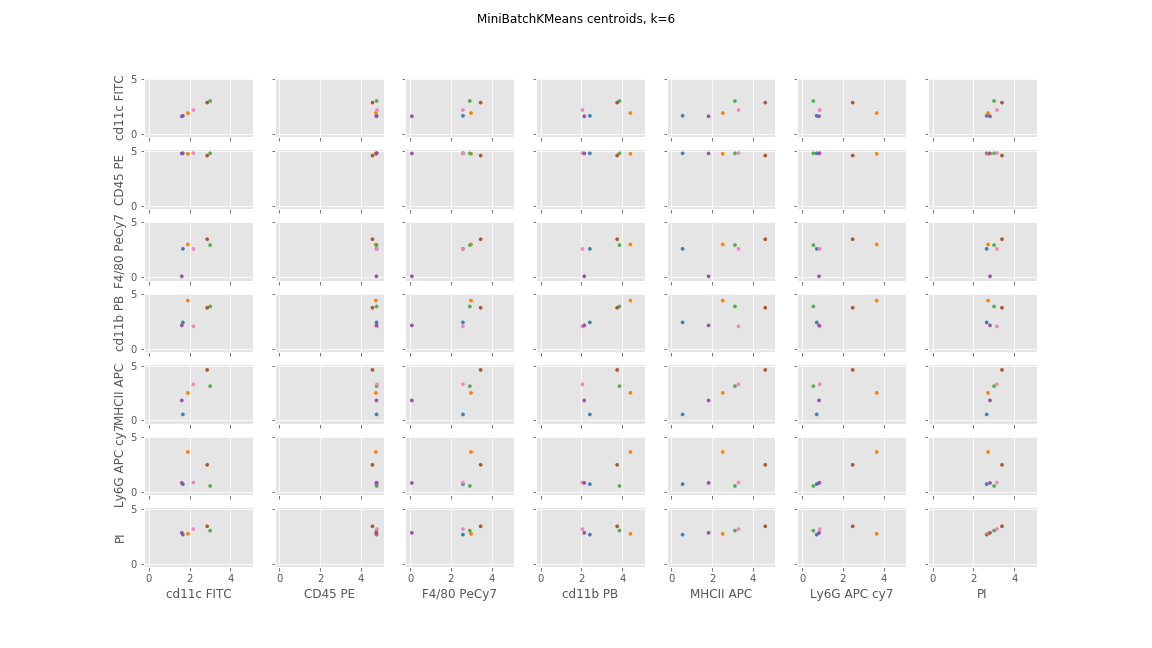 MiniBatchKMeans centroids, k=6
5
0
cd11c FITC
5
0
CD45 PE
5
0
F4/80 PeCy7
5
0
cd11b PB
5
0
MHCII APC
5
0
Ly6G APC cy7
5
0
PI
0 2 4 0 2 4 0 2 4 0 2 4 0 2 4 0 2 4 0 2 4
cd11c FITC CD45 PE F4/80 PeCy7 cd11b PB MHCII APC Ly6G APC cy7 PI